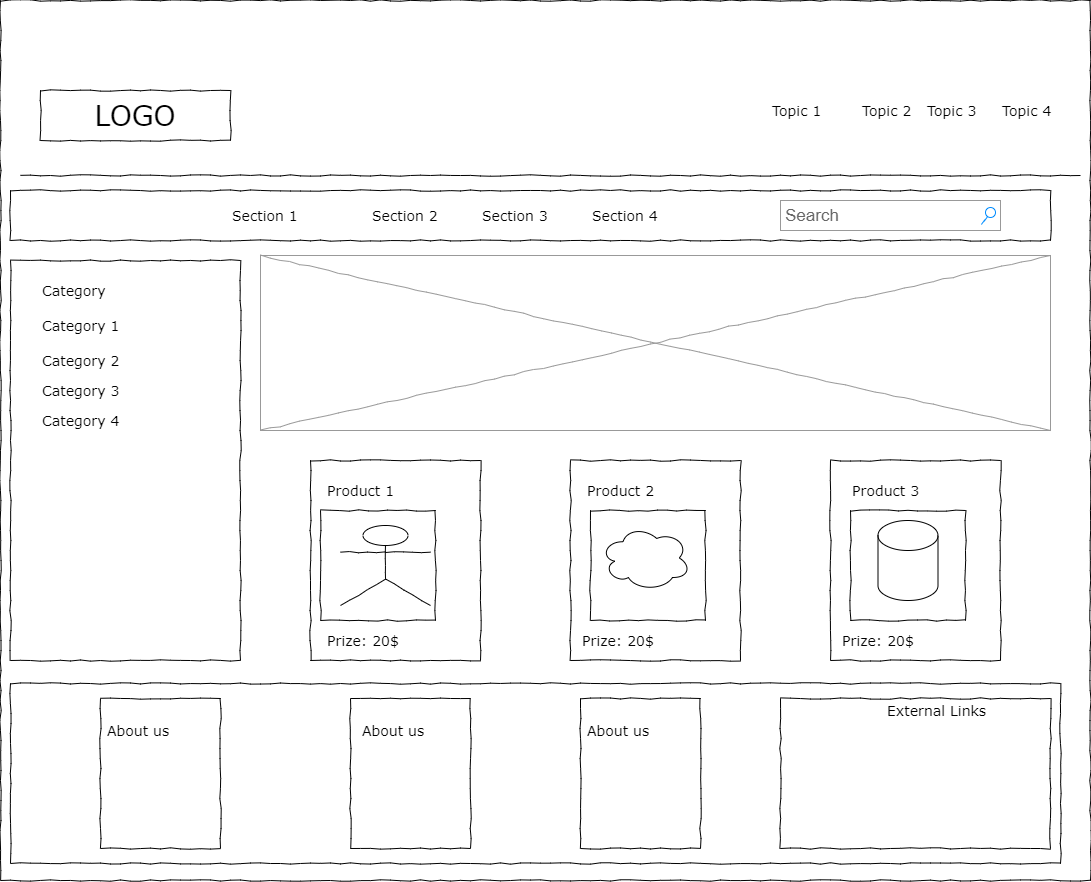 LOGO
Topic 1 Topic 2 Topic 3 Topic 4
Section 1 Section 2 Section 3 Section 4 Search
Category
Category 1
Category 2
Category 3
Category 4
Product 1 Product 2 Product 3
Prize: 20$ Prize: 20$ Prize: 20$
External Links
About us About us About us